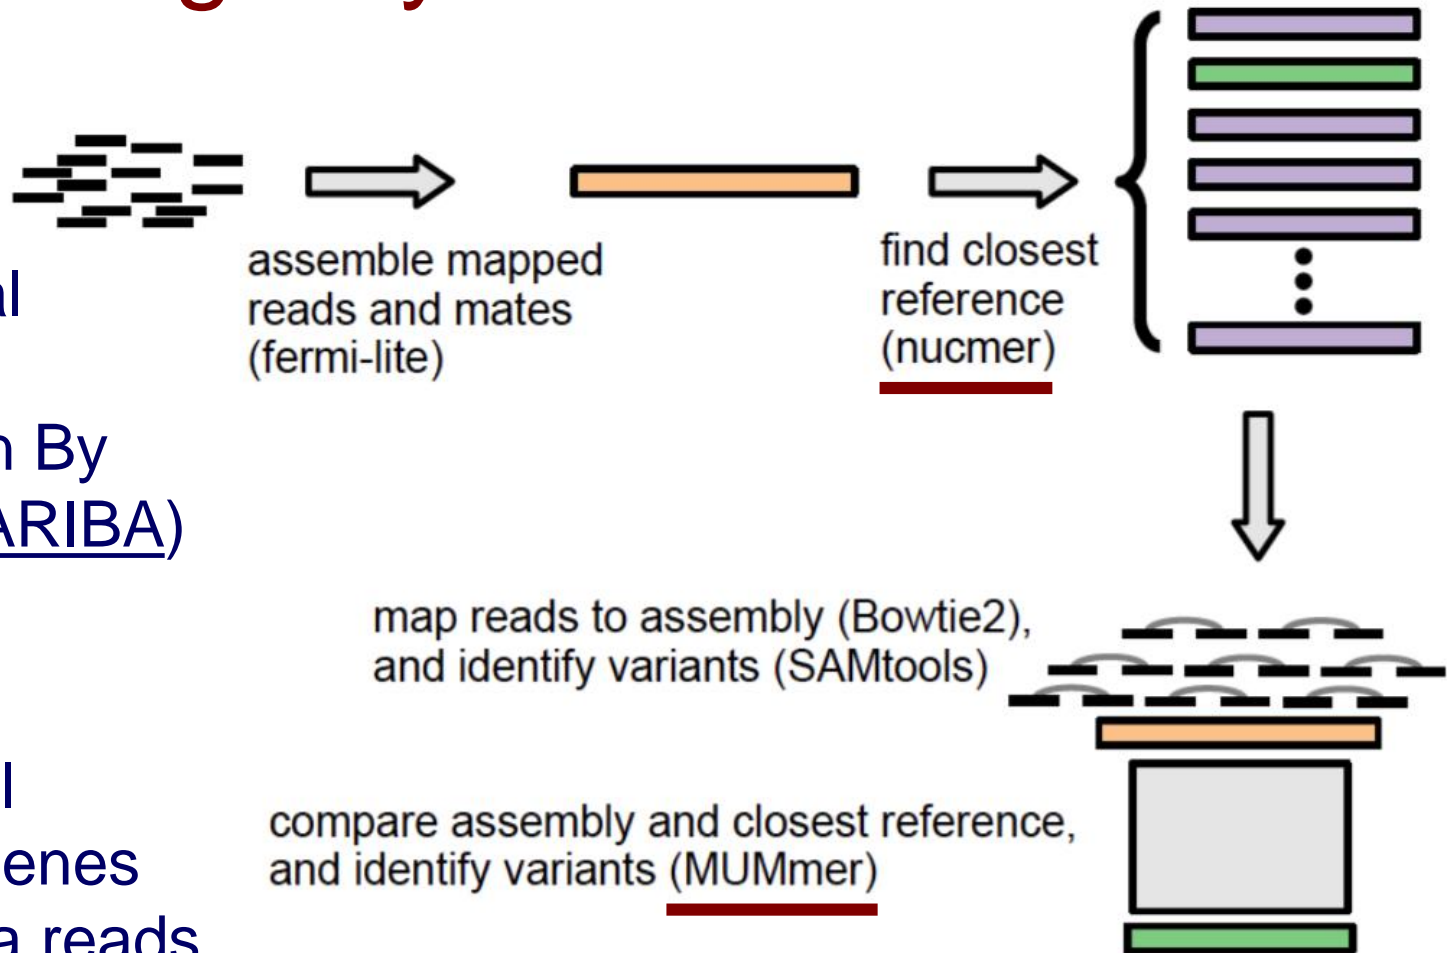 assemble mapped
reads and mates
(fermi-lite)
find closest
reference
(nucmer)
By
ARIBA)
map reads to assembly (Bowtie2),
and identify variants (SAMtools)
compare assembly and closest reference,
and identify variants (MUMmer)
enes
reads